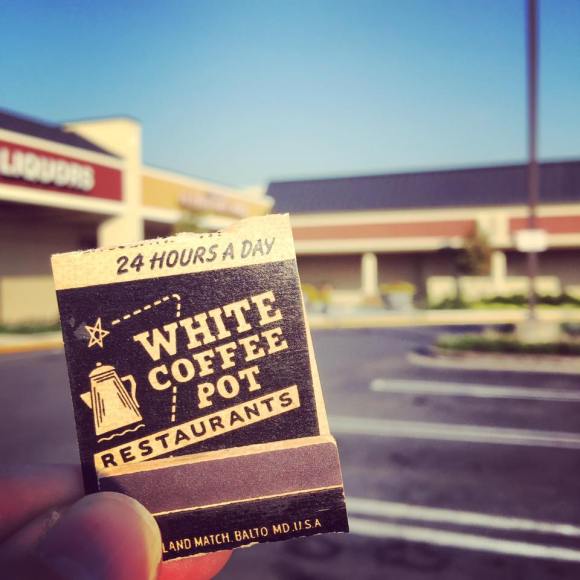 LIQUORS
24 HOURS A DAY
WHITE
COFFEE
POT
RESTAURANTS
LAND MATCH. BALTO MD. U.S.A